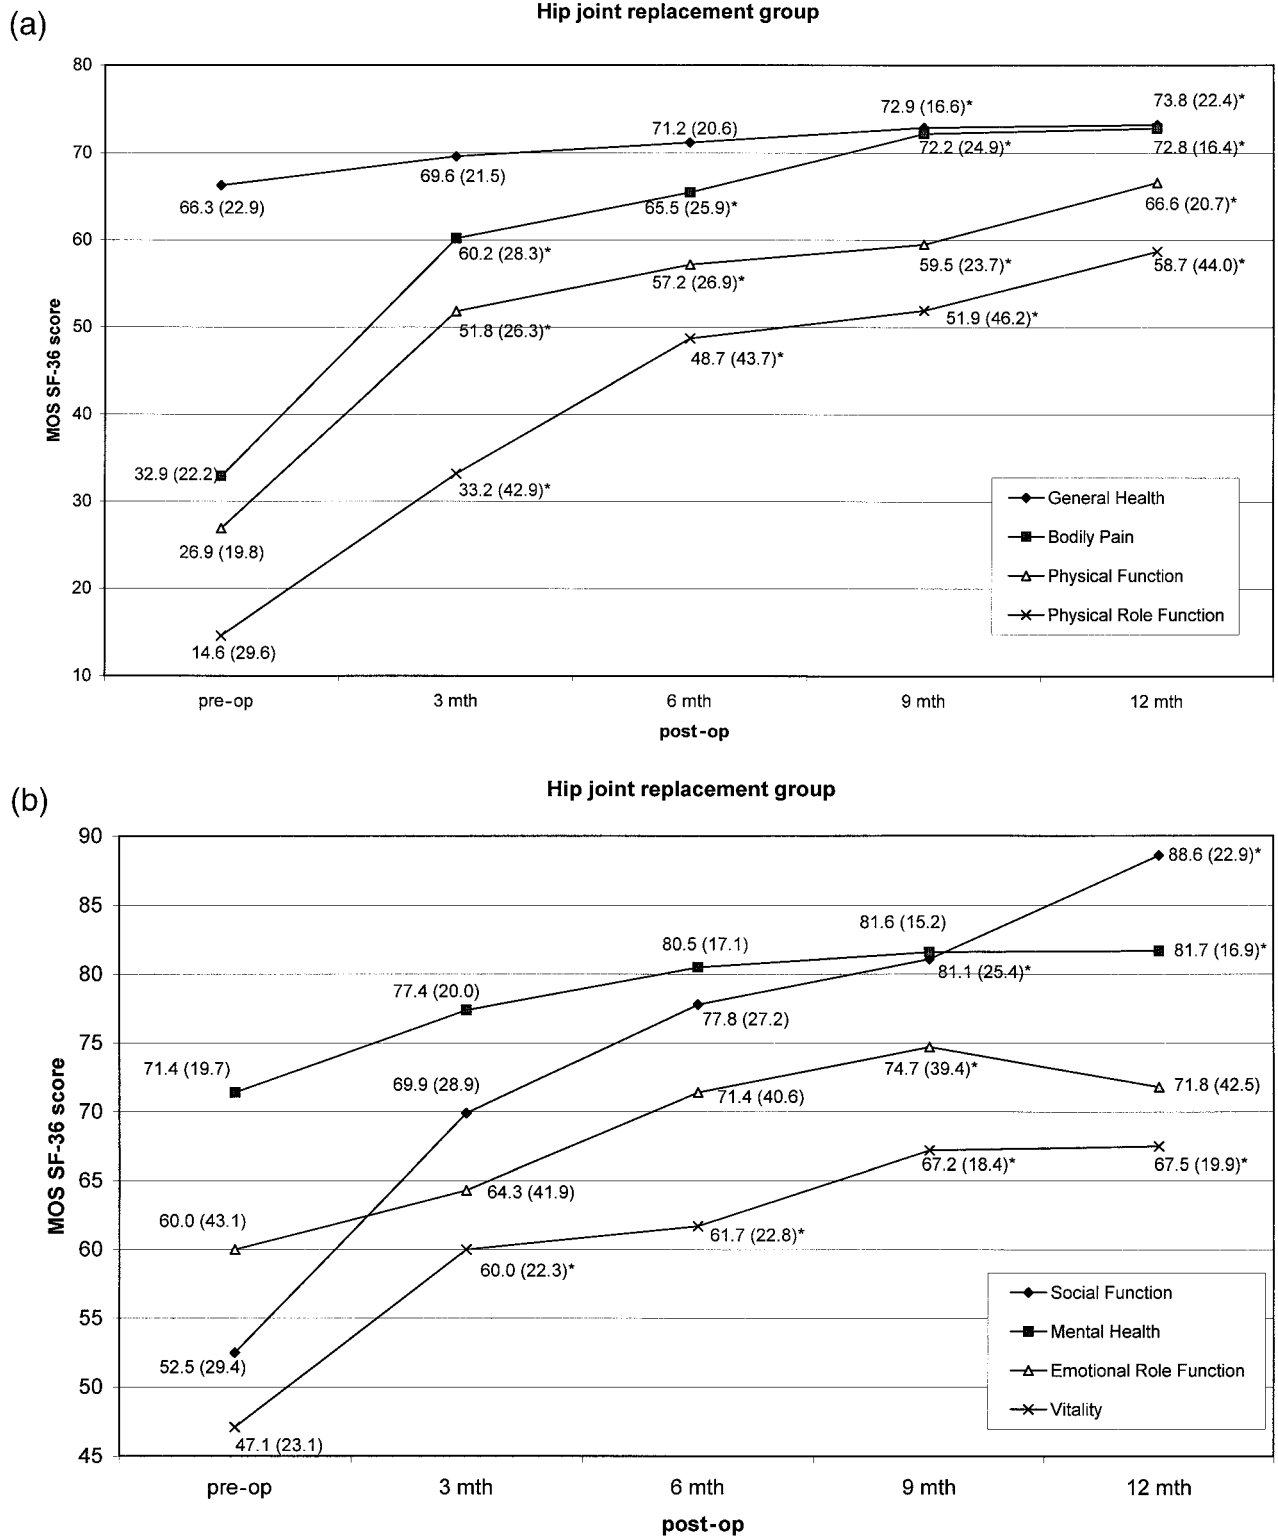 (a)
Hip joint replacement group
80
70
60
50
40
30
20
10
MOS SF-36 score
66.3 (22.9)
69.6 (21.5)
71.2 (20.6)
72.9 (16.6)*
73.8 (22.4)*
72.2 (24.9)*
72.8 (16.4)*
65.5 (25.9)*
66.6 (20.7)*
60.2 (28.3)*
59.5 (23.7)*
58.7 (44.0)*
57.2 (26.9)*
51.8 (26.3)*
51.9 (46.2)*
48.7 (43.7)*
32.9 (22.2)
33.2 (42.9)*
26.9 (19.8)
14.6 (29.6)
General Health
Bodily Pain
Physical Function
Physical Role Function
pre-op
3 mth
6 mth
9 mth
12 mth
post-op
(b)
Hip joint replacement group
90
85
80
75
70
65
60
55
50
45
MOS SF-36 score
88.6 (22.9)*
81.6 (15.2)
80.5 (17.1)
81.7 (16.9)*
81.1 (25.4)*
77.4 (20.0)
77.8 (27.2)
71.4 (19.7)
69.9 (28.9)
74.7 (39.4)*
71.8 (42.5)
71.4 (40.6)
67.2 (18.4)*
67.5 (19.9)*
64.3 (41.9)
60.0 (43.1)
61.7 (22.8)*
60.0 (22.3)*
52.5 (29.4)
47.1 (23.1)
Social Function
Mental Health
Emotional Role Function
Vitality
pre-op
3 mth
6 mth
9 mth
12 mth
post-op